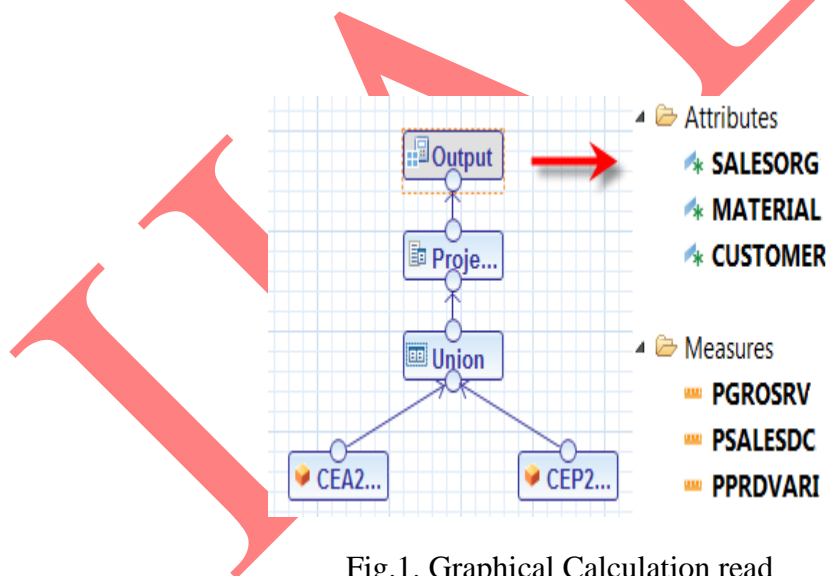 Output
Proje...
Union
CEA2...
CEP2...
Attributes
SALESORG
MATERIAL
CUSTOMER
Measures
PGROSRV
PSALESDC
PPRDVARI
Fig.1. Graphical Calculation read